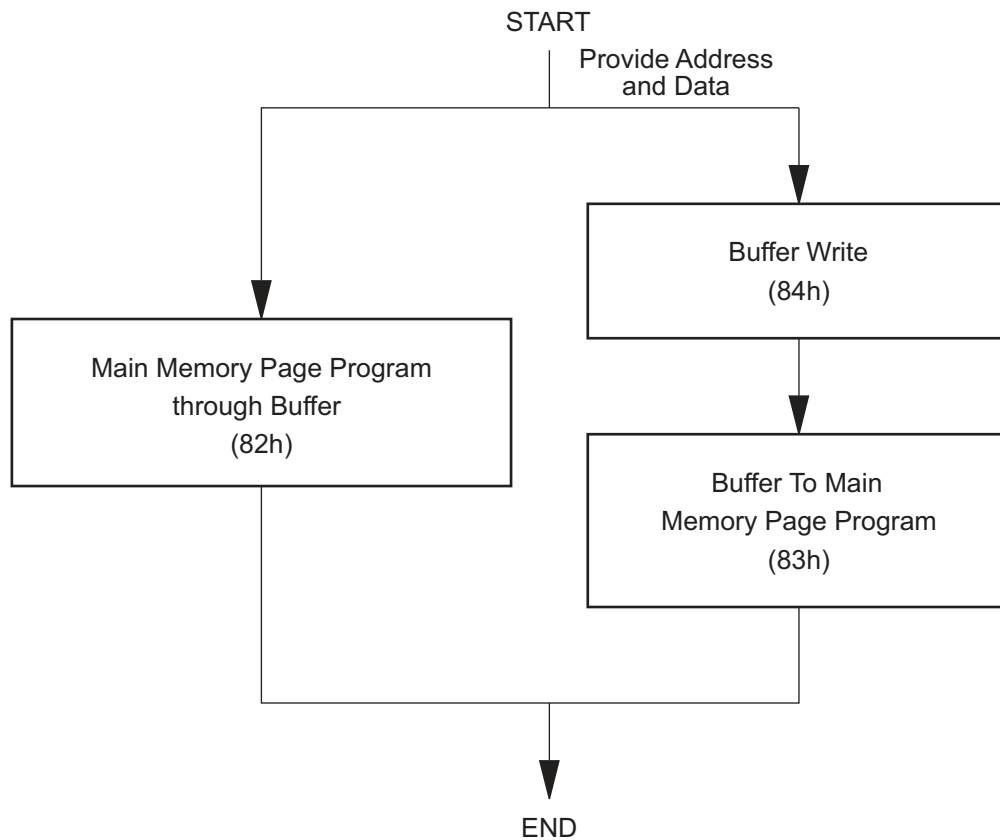 START
Provide Address
and Data
Buffer Write
(84h)
Main Memory Page Program
through Buffer
(82h)
Buffer To Main
Memory Page Program
(83h)
END